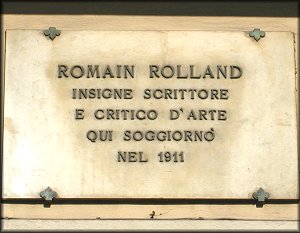 ROMAIN ROLLAND
INSIGNE SCRITTORE
E CRITICO D'ARTE
QUI SOGGIORNÒ
NEL 1911